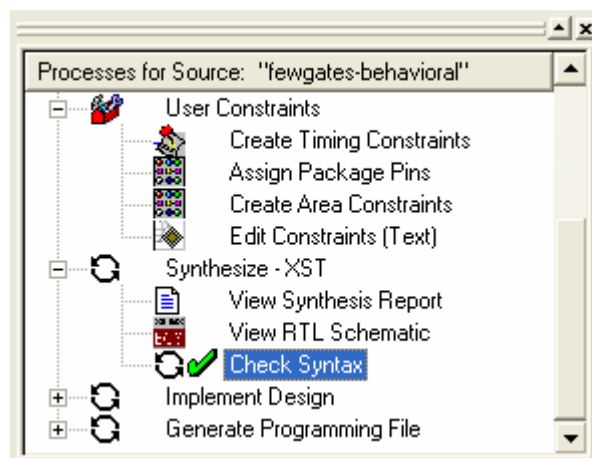 Processes for Source: "fewgates-behavioral"
User Constraints
Create Timing Constraints
Assign Package Pins
Create Area Constraints
Edit Constraints (Text)
Synthesize - XST
View Synthesis Report
View RTL Schematic
Check Syntax
Implement Design
Generate Programming File